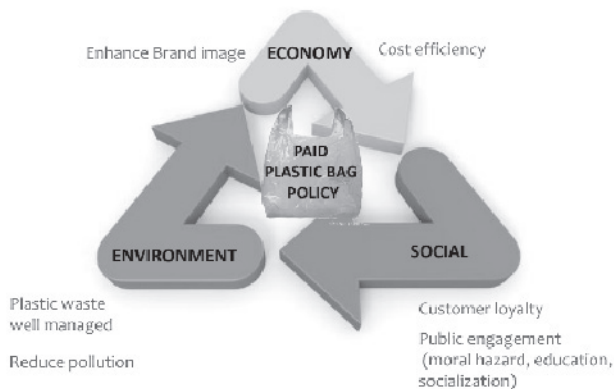 Enhance Brand image
ECONOMY
Cost efficiency
PAID
PLASTIC BAG
POLICY
ENVIRONMENT
SOCIAL
Plastic waste
well managed
Reduce pollution
Customer loyalty
Public engagement
(moral hazard, education,
socialization)